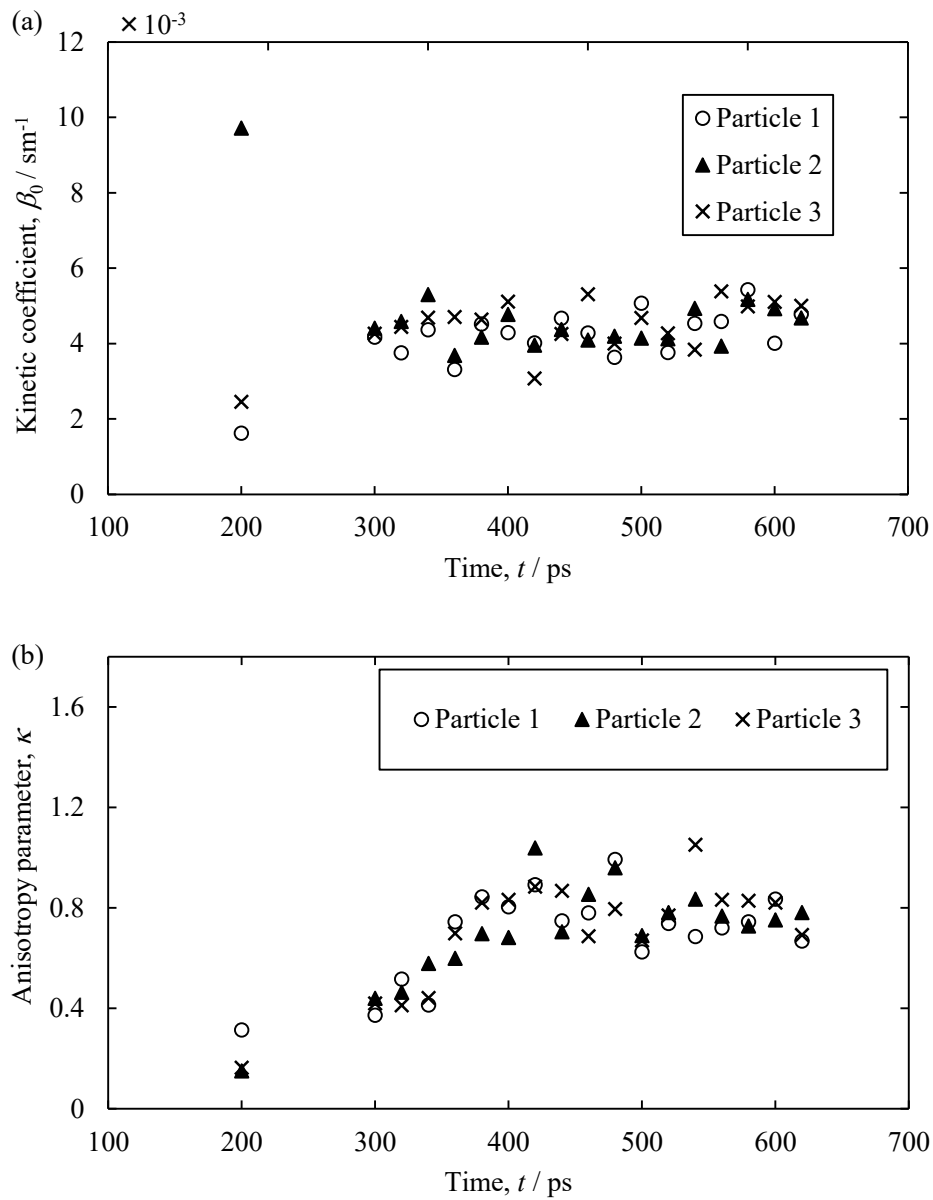 (a)
× 10-3
12
10
8
6
4
2
0
Kinetic coefficient, β0 / sm-1
Particle 1
Particle 2
Particle 3
100 200 300 400 500 600 700
Time, t / ps
(b)
1.6
1.2
0.8
0.4
0
Anisotropy parameter, κ
Particle 1 Particle 2 Particle 3
100 200 300 400 500 600 700
Time, t / ps